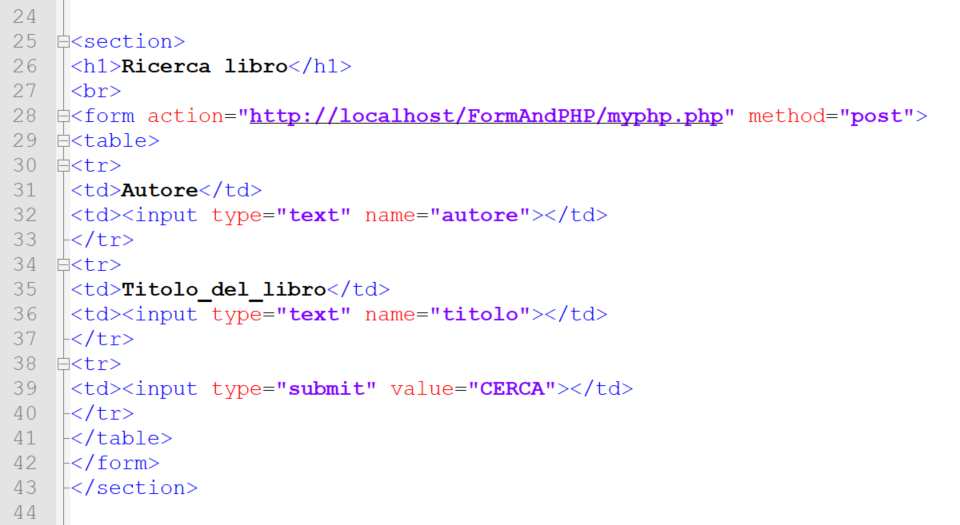 24
25 <section>
26 <h1>Ricerca libro</h1>
27 <br>
28 <form action="http://localhost/FormAndPHP/myphp.php" method="post">
29 <table>
30 <tr>
31 <td>Autore</td>
32 <td><input type="text" name="autore"></td>
33 </tr>
34 <tr>
35 <td>Titolo_del_libro</td>
36 <td><input type="text" name="titolo"></td>
37 </tr>
38 <tr>
39 <td><input type="submit" value="CERCA"></td>
40 </tr>
41 </table>
42 </form>
43 </section>
44